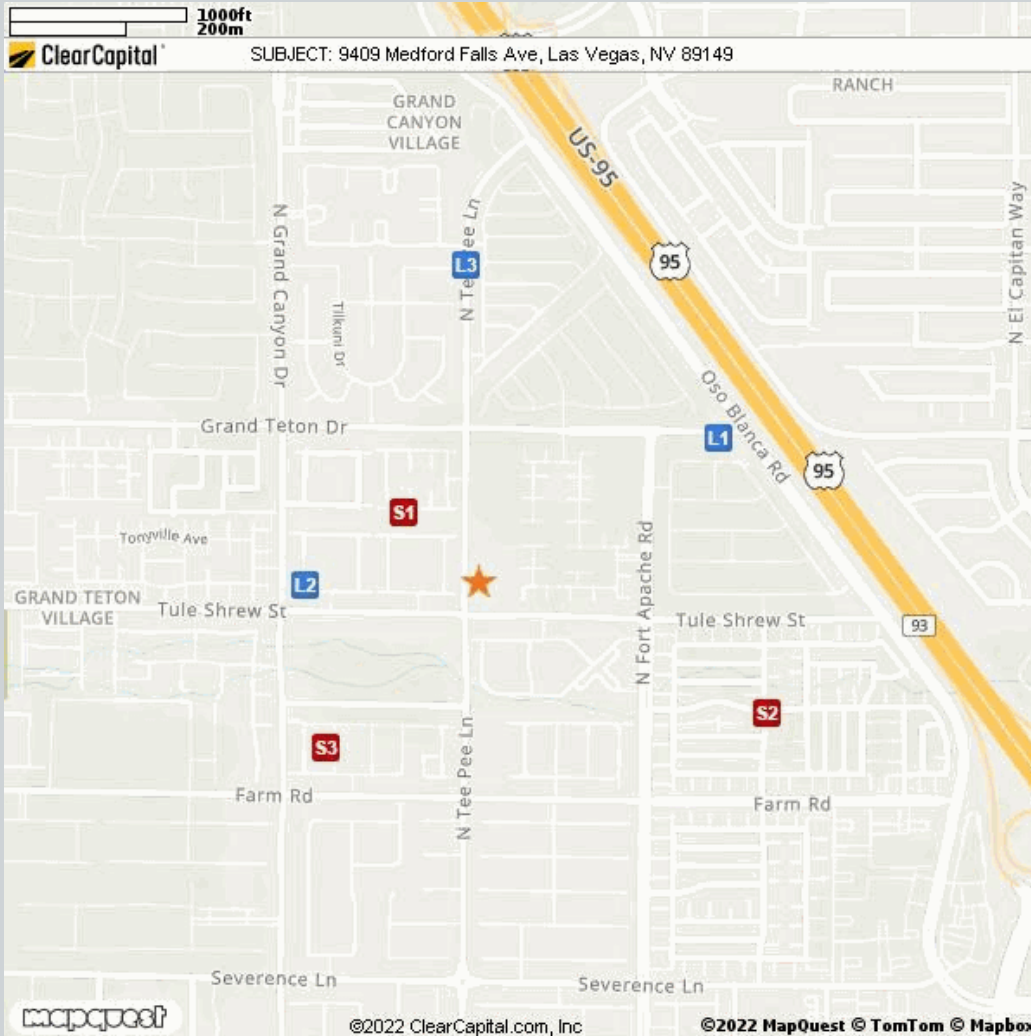 1000ft
200m
ClearCapital
SUBJECT: 9409 Medford Falls Ave, Las Vegas, NV 89149
RANCH
GRAND
CANYON
VILLAGE
US-95
N Grand Canyon Dr
N Te ee Ln
N El Capitan Way
L3
95
Tilkuni Dr
Oso Blanca Rd
Grand Teton Dr
L1
95
S1
Tonyville Ave
N Fort Apache Rd
L2
GRAND TETON
VILLAGE
Tule Shrew St
Tule Shrew St
93
S2
S3
N Tee Pee Ln
Farm Rd
Farm Rd
Severence Ln
Severence Ln
mapquest
©2022 ClearCapital.com, Inc
©2022 MapQuest © TomTom © Mapbox